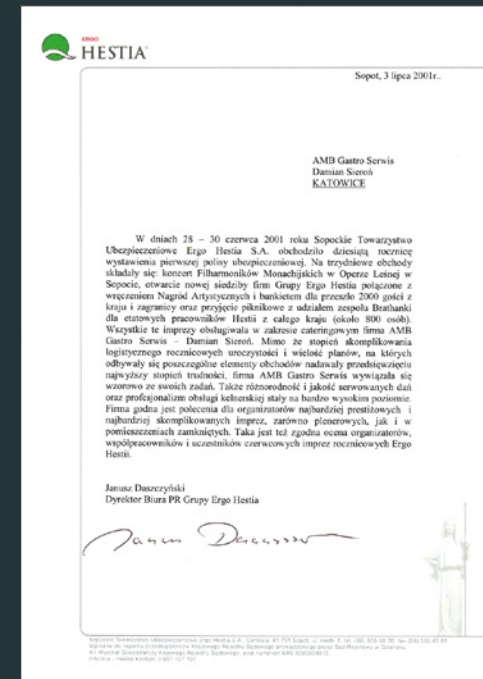 ERGO
HESTIA
Sopot, 3 lipca 2001r..
AMB Gastro Serwis
Damian Sieroń
KATOWICE
W dniach 28 – 30 czerwca 2001 roku Sopockie Towarzystwo
Ubezpieczeniowe Ergo Hestia S.A. obchodziło dziesiątą rocznicę
wystawienia pierwszej polisy ubezpieczeniowej. Na trzydniowe obchody
składały się: koncert Filharmoników Monachijskich w Operze Leśnej w
Sopocie, otwarcie nowej siedziby firm Grupy Ergo Hestia połączone z
wręczeniem Nagród Artystycznych i bankietem dla przeszło 2000 gości z
kraju i zagranicy oraz przyjęcie piknikowe z udziałem zespołu Brathanki
dla etatowych pracowników Hestii z całego kraju (około 800 osób).
Wszystkie te imprezy obsługiwała w zakresie cateringowym firma AMB
Gastro Serwis – Damian Sieroń. Mimo że stopień skomplikowania
logistycznego rocznicowych uroczystości i wielość planów, na których
odbywały się poszczególne elementy obchodów nadawały przedsięwzięciu
najwyższy stopień trudności, firma AMB Gastro Serwis wywiązała się
wzorowo ze swoich zadań. Także różnorodność i jakość serwowanych dań
oraz profesjonalizm obsługi kelnerskiej stały na bardzo wysokim poziomie.
Firma godna jest polecenia dla organizatorów najbardziej prestiżowych i
najbardziej skomplikowanych imprez, zarówno plenerowych, jak i w
pomieszczeniach zamkniętych. Taka jest też zgodna ocena organizatorów,
współpracowników i uczestników czerwcowych imprez rocznicowych Ergo
Hestii.
Janusz Daszczyński
Dyrektor Biura PR Grupy Ergo Hestia